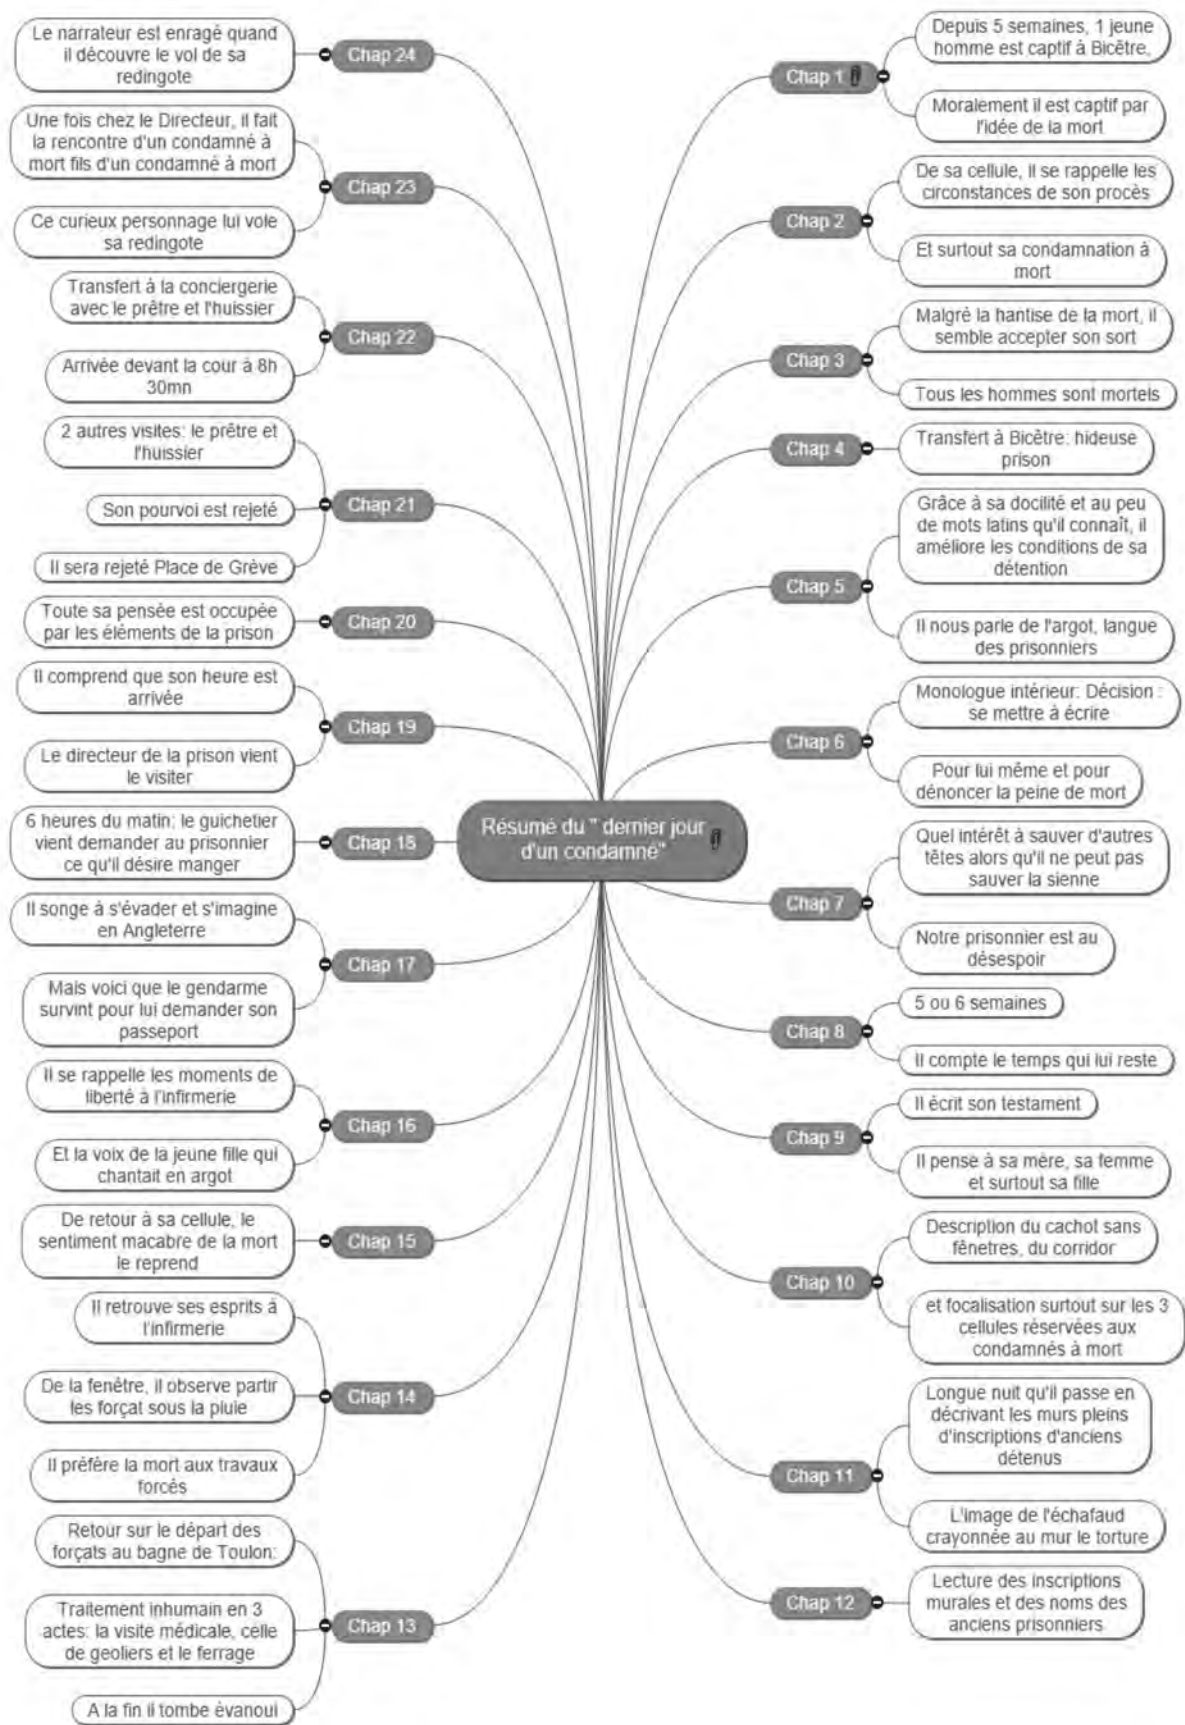 Résumé du " dernier jour
d'un condamné"
Chap 1
Depuis 5 semaines, 1 jeune
homme est captif à Bicêtre,
Moralement il est captif par
l'idée de la mort
Chap 2
De sa cellule, il se rappelle les
circonstances de son procès
Et surtout sa condamnation à
mort
Chap 3
Malgré la hantise de la mort, il
semble accepter son sort
Tous les hommes sont mortels
Chap 4
Transfert à Bicêtre: hideuse
prison
Chap 5
Grâce à sa docilité et au peu
de mots latins qu'il connaît, il
améliore les conditions de sa
détention
Il nous parle de l'argot, langue
des prisonniers
Chap 6
Monologue intérieur: Décision :
se mettre à écrire
Pour lui même et pour
dénoncer la peine de mort
Chap 7
Quel intérêt à sauver d'autres
têtes alors qu'il ne peut pas
sauver la sienne
Notre prisonnier est au
désespoir
Chap 8
5 ou 6 semaines
Il compte le temps qui lui reste
Chap 9
Il écrit son testament
Il pense à sa mère, sa femme
et surtout sa fille
Chap 10
Description du cachot sans
fênetres, du corridor
et focalisation surtout sur les 3
cellules réservées aux
condamnés à mort
Chap 11
Longue nuit qu'il passe en
décrivant les murs pleins
d'inscriptions d'anciens
détenus
L'image de l'échafaud
crayonnée au mur le torture
Chap 12
Lecture des inscriptions
murales et des noms des
anciens prisonniers
Chap 13
Retour sur le départ des
forçats au bagne de Toulon:
Traitement inhumain en 3
actes: la visite médicale, celle
de geoliers et le ferrage
A la fin il tombe évanoui
Chap 14
Il retrouve ses esprits à
l'infirmerie
De la fenêtre, il observe partir
les forçat sous la pluie
Il préfère la mort aux travaux
forcés
Chap 15
De retour à sa cellule, le
sentiment macabre de la mort
le reprend
Chap 16
Il se rappelle les moments de
liberté à l'infirmerie
Et la voix de la jeune fille qui
chantait en argot
Chap 17
Il songe à s'évader et s'imagine
en Angleterre
Mais voici que le gendarme
survint pour lui demander son
passeport
Chap 18
6 heures du matin: le guichetier
vient demander au prisonnier
ce qu'il désire manger
Chap 19
Il comprend que son heure est
arrivée
Le directeur de la prison vient
le visiter
Chap 20
Toute sa pensée est occupée
par les éléments de la prison
Chap 21
2 autres visites: le prêtre et
l'huissier
Son pourvoi est rejeté
Il sera rejeté Place de Grève
Chap 22
Transfert à la conciergerie
avec le prêtre et l'huissier
Arrivée devant la cour à 8h
30mn
Chap 23
Une fois chez le Directeur, il fait
la rencontre d'un condamné à
mort fils d'un condamné à mort
Ce curieux personnage lui vole
sa redingote
Chap 24
Le narrateur est enragé quand
il découvre le vol de sa
redingote